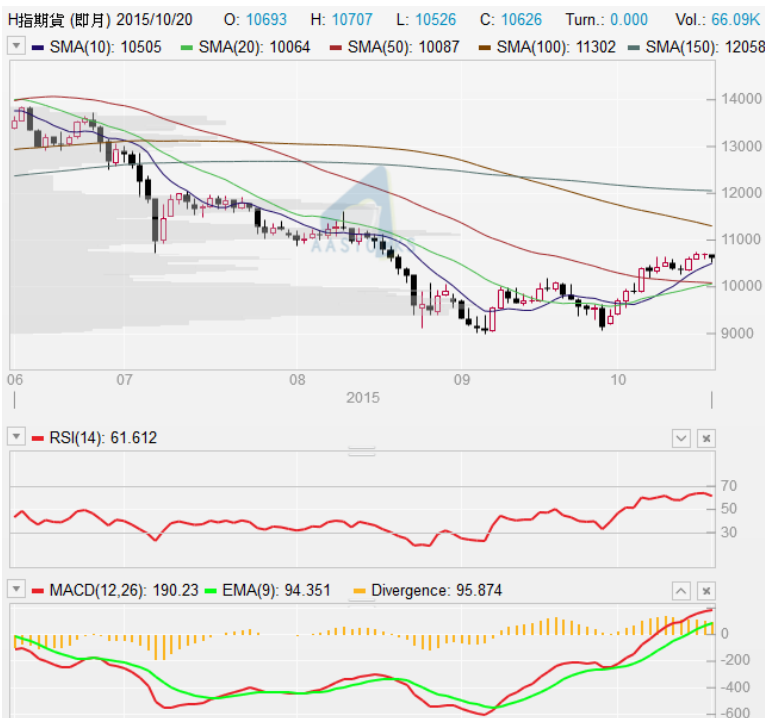 H指期貨 (即月) 2015/10/20 O: 10693 H: 10707 L: 10526 C: 10626 Turn.: 0.000 Vol.: 66.09K
SMA(10): 10505 SMA(20): 10064 SMA(50): 10087 SMA(100): 11302 SMA(150): 12058
14000
13000
12000
11000
AASTOCKS
10000
9000
06 07 08 09 10
2015
RSI(14): 61.612
70
50
30
MACD(12,26): 190.23 EMA(9): 94.351 Divergence: 95.874
0
-200
-400
-600